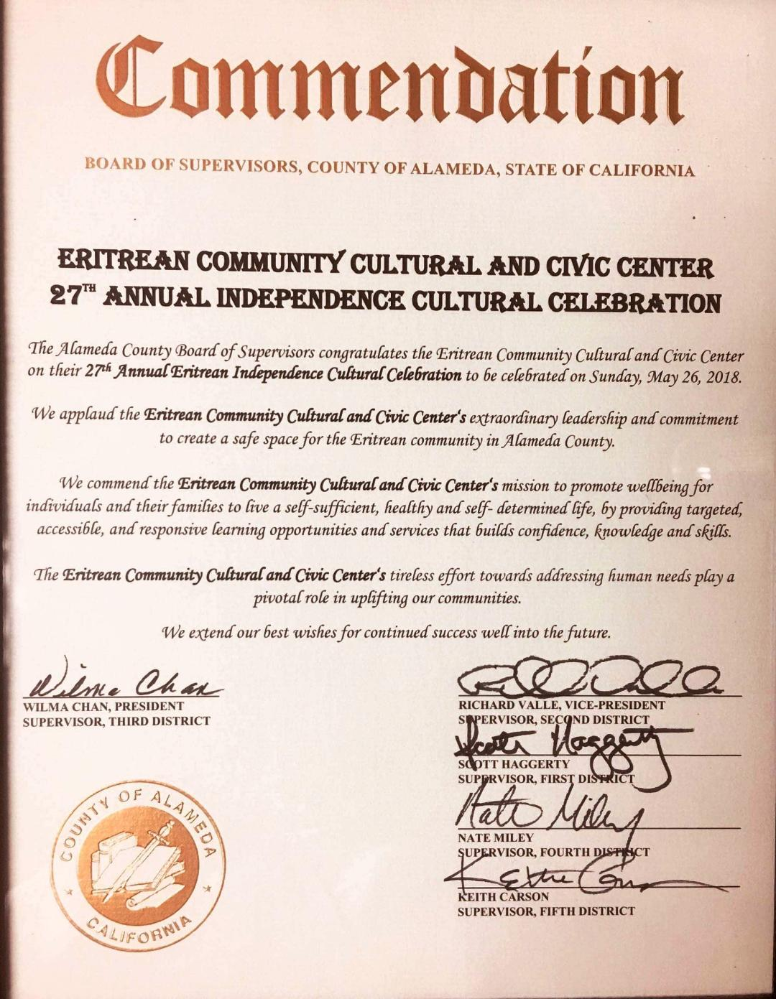 Commendation
BOARD OF SUPERVISORS, COUNTY OF ALAMEDA, STATE OF CALIFORNIA
ERITREAN COMMUNITY CULTURAL AND CIVIC CENTER
27TH ANNUAL INDEPENDENCE CULTURAL CELEBRATION
The Alameda County Board of Supervisors congratulates the Eritrean Community Cultural and Civic Center
on their 27th Annual Eritrean Independence Cultural Celebration to be celebrated on Sunday, May 26, 2018.
We applaud the Eritrean Community Cultural and Civic Center's extraordinary leadership and commitment
to create a safe space for the Eritrean community in Alameda County.
We commend the Eritrean Community Cultural and Civic Center's mission to promote wellbeing for
individuals and their families to live a self-sufficient, healthy and self- determined life, by providing targeted,
accessible, and responsive learning opportunities and services that builds confidence, knowledge and skills.
The Eritrean Community Cultural and Civic Center's tireless effort towards addressing human needs play a
pivotal role in uplifting our communities.
We extend our best wishes for continued success well into the future.
Wilma Chan
WILMA CHAN, PRESIDENT
SUPERVISOR, THIRD DISTRICT
Richard Valle
RICHARD VALLE, VICE-PRESIDENT
SUPERVISOR, SECOND DISTRICT
Scott Haggerty
SCOTT HAGGERTY
SUPERVISOR, FIRST DISTRICT
Nate Miley
NATE MILEY
SUPERVISOR, FOURTH DISTRICT
Keith Carson
KEITH CARSON
SUPERVISOR, FIFTH DISTRICT
COUNTY OF ALAMEDA
CALIFORNIA